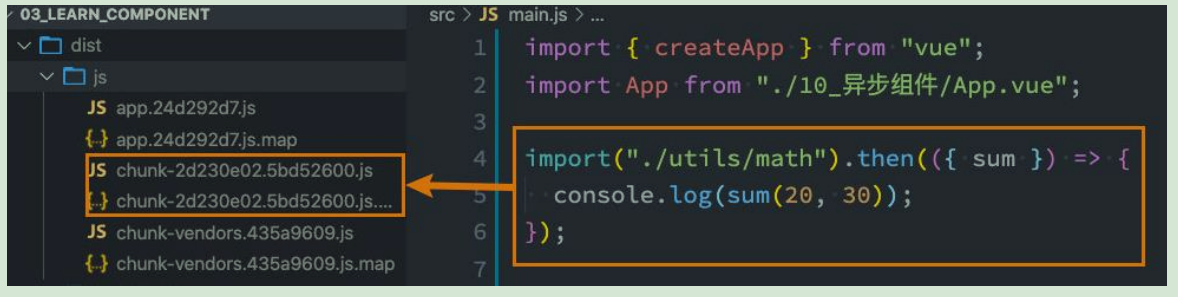 03_LEARN_COMPONENT
dist
js
JS app.24d292d7.js
{..} app.24d292d7.js.map
JS chunk-2d230e02.5bd52600.js
{..} chunk-2d230e02.5bd52600.js....
JS chunk-vendors.435a9609.js
{..} chunk-vendors.435a9609.js.map
src > JS main.js > ...
1 import { createApp } from "vue";
2 import App from "./10_异步组件/App.vue";
3
4 import("./utils/math").then(({ sum }) => {
5 console.log(sum(20, 30));
6 });
7